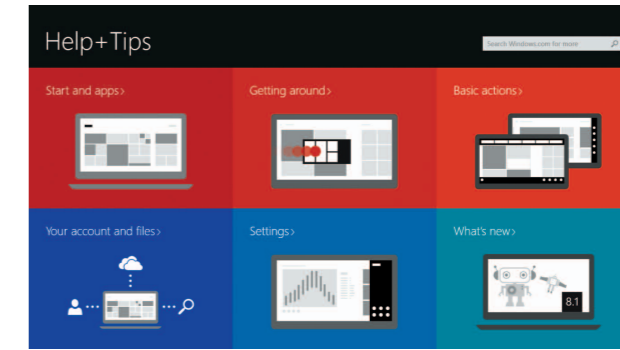 Help+Tips
Search Windows.com for more
Start and apps>
Getting around>
Basic actions>
Your account and files>
Settings>
What's new>
8.1